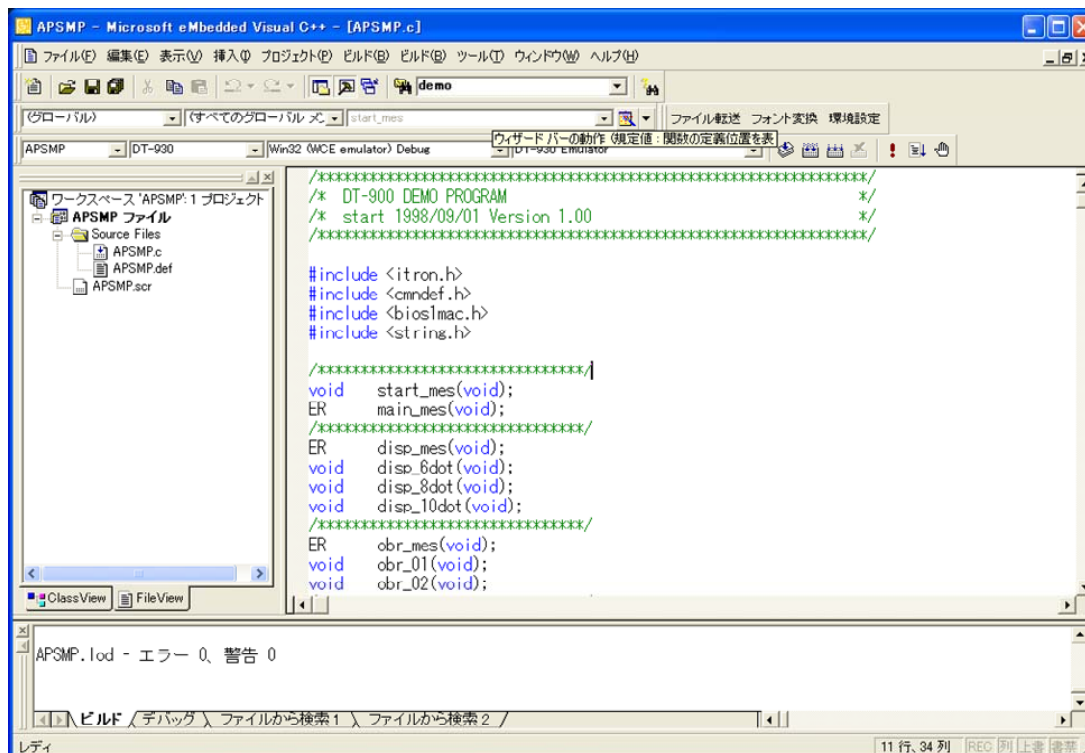 APSMP - Microsoft eMbedded Visual C++ - [APSMP.c]
ファイル(F) 編集(E) 表示(V) 挿入(I) プロジェクト(P) ビルド(B) ビルド(B) ツール(T) ウィンドウ(W) ヘルプ(H)
demo
(グローバル) (すべてのグローバル メ start_mes ファイル転送 フォント変換 環境設定
ウィザード バーの動作 (規定値 : 関数の定義位置を表
APSMP DT-930 Win32 (WCE emulator) Debug DT-930 Emulator
ワークスペース 'APSMP': 1 プロジェクト
APSMP ファイル
Source Files
APSMP.c
APSMP.def
APSMP.scr
ClassView FileView
/***************************************************************/
/* DT-900 DEMO PROGRAM */
/* start 1998/09/01 Version 1.00 */
/***************************************************************/
#include <itron.h>
#include <cmndef.h>
#include <bios1mac.h>
#include <string.h>
/*******************************/
void start_mes(void);
ER main_mes(void);
/*******************************/
ER disp_mes(void);
void disp_6dot(void);
void disp_8dot(void);
void disp_10dot(void);
/*******************************/
ER obr_mes(void);
void obr_01(void);
void obr_02(void);
APSMP.lod - エラー 0、警告 0
ビルド デバッグ ファイルから検索 1 ファイルから検索 2
レディ 11 行、34 列 REC 列 上書 書禁